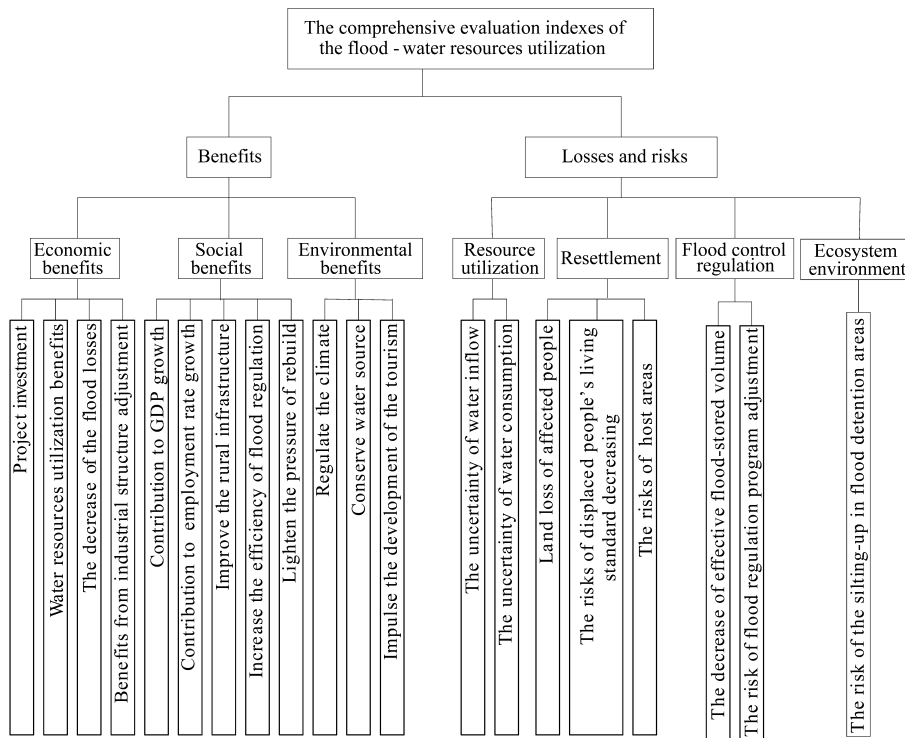 The comprehensive evaluation indexes of
the flood - water resources utilization
Benefits
Losses and risks
Economic
benefits
Social
benefits
Environmental
benefits
Resource
utilization
Resettlement
Flood control
regulation
Ecosystem
environment
Project investment
Water resources utilization benefits
The decrease of the flood losses
Benefits from industrial structure adjustment
Contribution to GDP growth
Contribution to employment rate growth
Improve the rural infrastructure
Increase the efficiency of flood regulation
Lighten the pressure of rebuild
Regulate the climate
Conserve water source
Impulse the development of the tourism
The uncertainty of water inflow
The uncertainty of water consumption
Land loss of affected people
The risks of displaced people's living
standard decreasing
The risks of host areas
The decrease of effective flood-stored volume
The risk of flood regulation program adjustment
The risk of the silting-up in flood detention areas